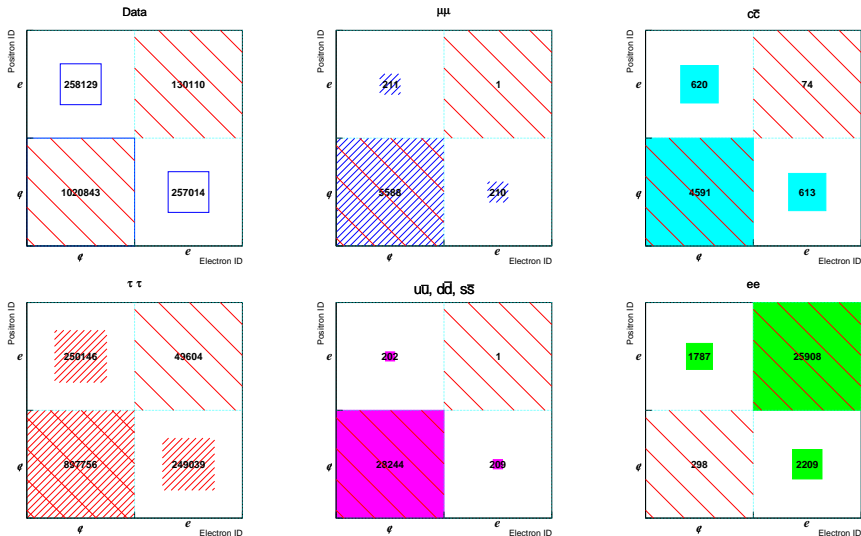 Data
Positron ID
e
258129
130110
e̸
1020843
257014
e̸
e
Electron ID
μμ
Positron ID
e
211
1
e̸
5588
210
e̸
e
Electron ID
cc̅
Positron ID
e
620
74
e̸
4591
613
e̸
e
Electron ID
τ τ
Positron ID
e
250146
49604
e̸
897756
249039
e̸
e
Electron ID
uu̅, dd̅, ss̅
Positron ID
e
202
1
e̸
28244
209
e̸
e
Electron ID
ee
Positron ID
e
1787
25908
e̸
298
2209
e̸
e
Electron ID